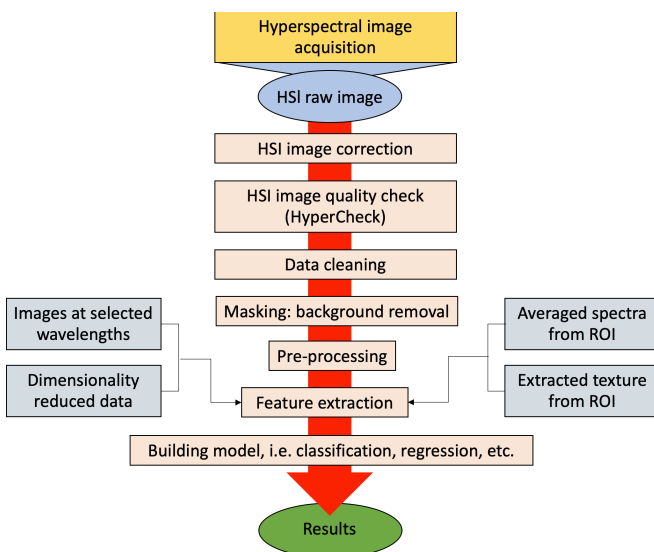 Hyperspectral image
acquisition
HSI raw image
HSI image correction
HSI image quality check
(HyperCheck)
Data cleaning
Masking: background removal
Images at selected
wavelengths
Averaged spectra
from ROI
Pre-processing
Dimensionality
reduced data
Extracted texture
from ROI
Feature extraction
Building model, i.e. classification, regression, etc.
Results